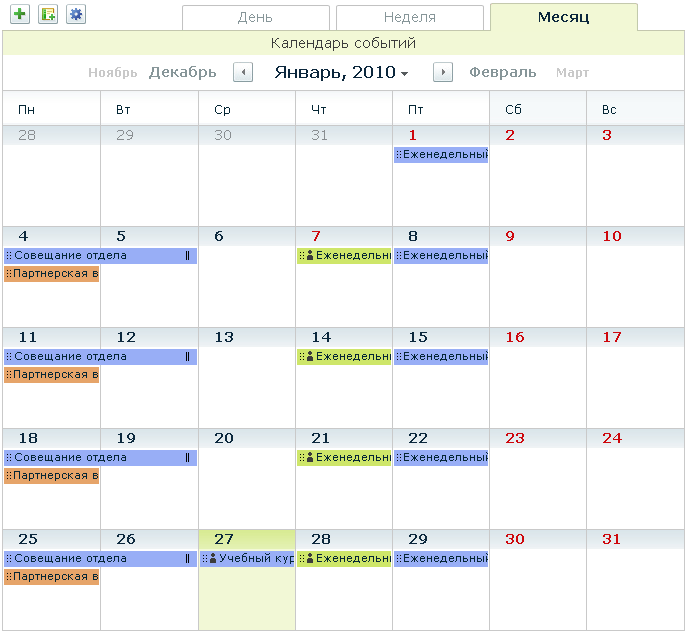 День Неделя Месяц
Календарь событий
Ноябрь Декабрь Январь, 2010 Февраль Март
Пн Вт Ср Чт Пт Сб Вс
28 29 30 31 1 2 3
Еженедельный
4 5 6 7 8 9 10
Совещание отдела Еженедельн Еженедельный
Партнерская в
11 12 13 14 15 16 17
Совещание отдела Еженедельн Еженедельный
Партнерская в
18 19 20 21 22 23 24
Совещание отдела Еженедельн Еженедельный
Партнерская в
25 26 27 28 29 30 31
Совещание отдела Учебный кур Еженедельн Еженедельный
Партнерская в